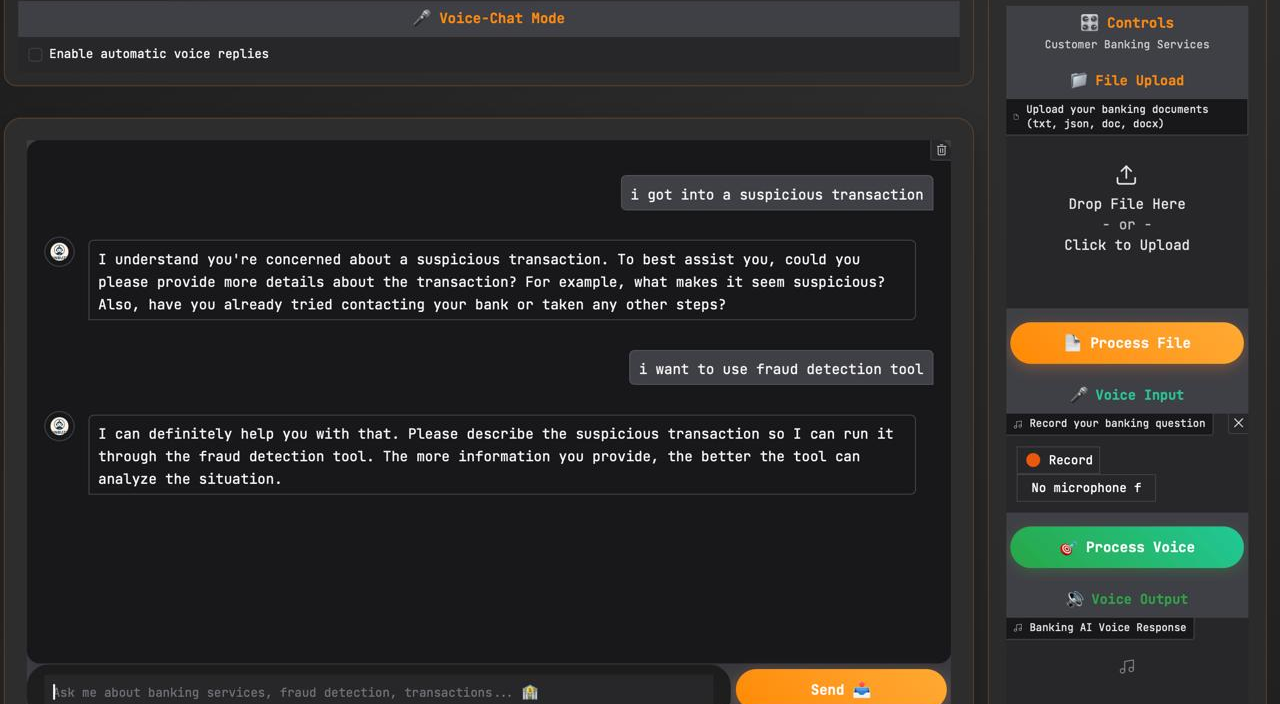 Voice-Chat Mode
Enable automatic voice replies
i got into a suspicious transaction
I understand you're concerned about a suspicious transaction. To best assist you, could you
please provide more details about the transaction? For example, what makes it seem suspicious?
Also, have you already tried contacting your bank or taken any other steps?
i want to use fraud detection tool
I can definitely help you with that. Please describe the suspicious transaction so I can run it
through the fraud detection tool. The more information you provide, the better the tool can
analyze the situation.
Ask me about banking services, fraud detection, transactions...
Send
Controls
Customer Banking Services
File Upload
Upload your banking documents
(txt, json, doc, docx)
Drop File Here
- or -
Click to Upload
Process File
Voice Input
Record your banking question
Record
No microphone f
Process Voice
Voice Output
Banking AI Voice Response